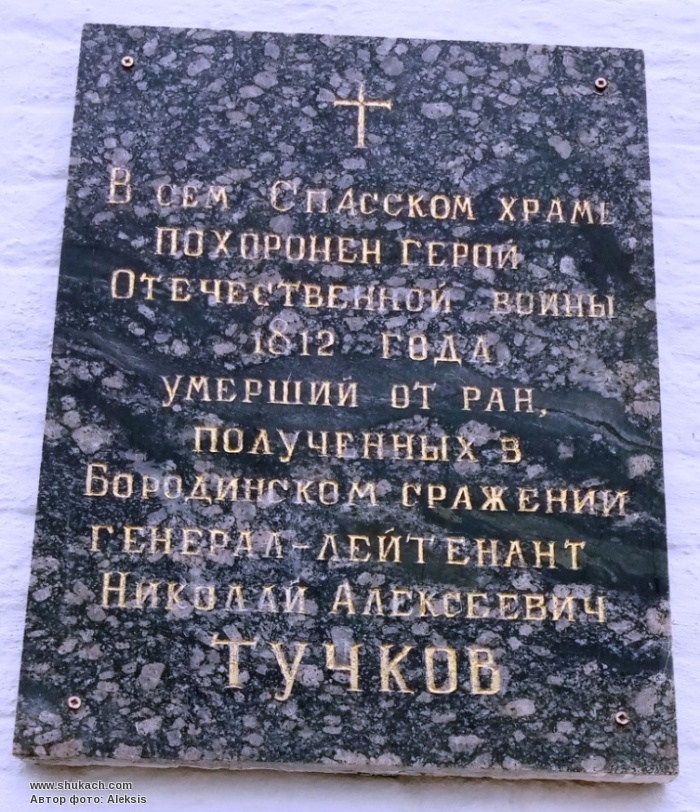 В сем Спасском храме
похоронен герой
Отечественной войны
1812 года
умерший от ран,
полученных в
Бородинском сражении
генерал-лейтенант
Николай Алексеевич
Тучков
www.shukach.com
Автор фото: Aleksis